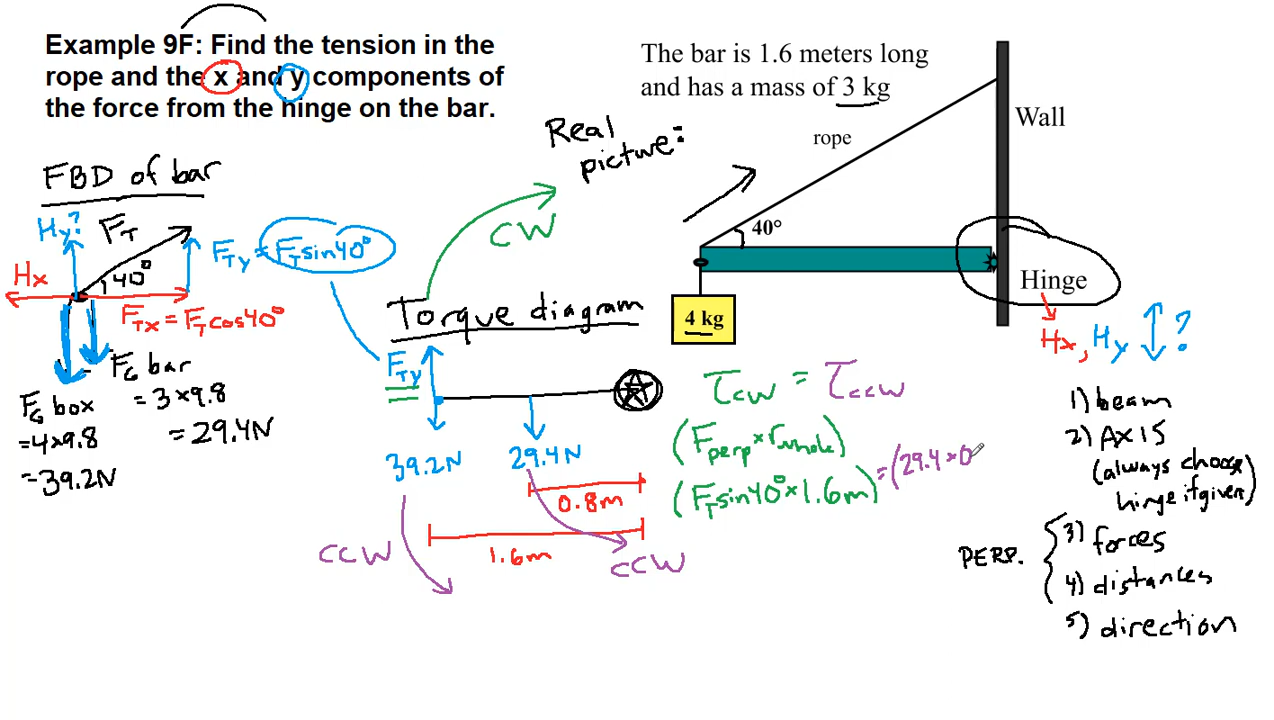 Example 9F: Find the tension in the
rope and the x and y components of
the force from the hinge on the bar.
The bar is 1.6 meters long
and has a mass of 3 kg
Real
picture:
rope
Wall
40°
4 kg
Hinge
Hx, Hy ?
FBD of bar
Hy?
FT
Hx
40°
FTy = FTsin40°
FTx = FTcos40°
FG box
= 4×9.8
= 39.2N
FG bar
= 3×9.8
= 29.4N
CW
Torque diagram
FTy
39.2N
29.4N
0.8m
1.6m
CCW
CCW
τcw = τccw
(Fperp × rwhole)
(FTsin40° × 1.6m) = (29.4×0
1) beam
2) AXIS
(always choose
hinge if given)
PERP.
3) forces
4) distances
5) direction